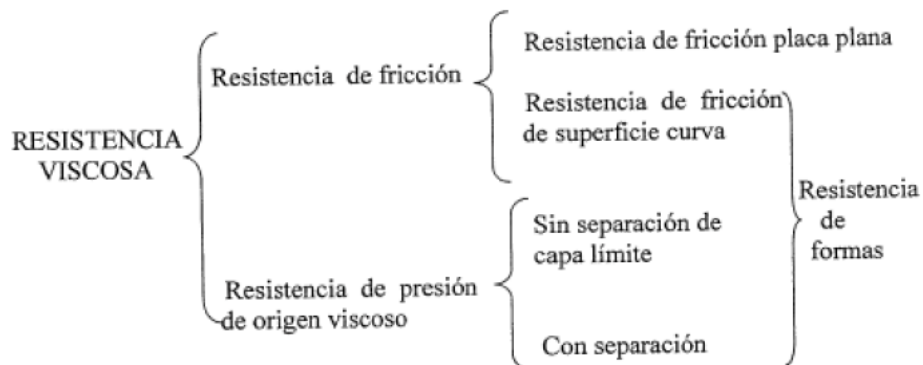 RESISTENCIA
VISCOSA
Resistencia de fricción
Resistencia de fricción placa plana
Resistencia de fricción
de superficie curva
Resistencia de presión
de origen viscoso
Sin separación de
capa límite
Con separación
Resistencia
de
formas